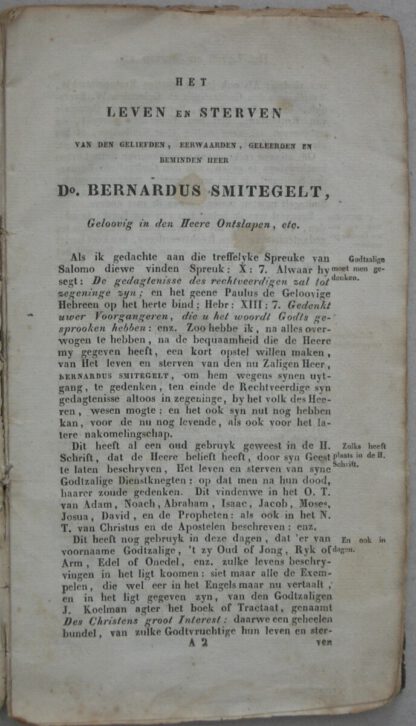 HET
LEVEN EN STERVEN
VAN DEN GELIEFDEN, EERWAARDEN, GELEERDEN EN
BEMINDEN HEER
Do. BERNARDUS SMITEGELT,
Geloovig in den Heere Ontslapen, etc.
Als ik gedachte aan die treffelyke Spreuke van
Salomo diewe vinden Spreuk: X: 7. Alwaar hy
segt: De gedagtenisse des rechtveerdigen zal tot
zegeninge zyn; en het geene Paulus de Geloovige
Hebreen op het herte bind; Hebr: XIII; 7. Gedenkt
uwer Voorgangeren, die u het woordt Godts ge-
sprooken hebben: enz. Zoo hebbe ik, na alles over-
wogen te hebben, na de bequaamheid die de Heere
my gegeven heeft, een kort opstel willen maken,
van Het leven en sterven van den nu Zaligen Heer,
BERNARDUS SMITEGELT, om hem wegens synen uyt-
gang, te gedenken, ten einde de Rechtveerdige syn
gedagtenisse altoos in zegeninge, by het volk des Hee-
ren, wesen mogte: en het ook syn nut nog hebben
kan, voor de nu nog levende, als ook voor het la-
tere nakomelingschap.
Godtzalige
moet men ge-
denken.
Dit heeft al een oud gebruyk geweest in de H.
Schrift, dat de Heere belieft heeft, door syn Geest
te laten beschryven, Het leven en sterven van syne
Godtzalige Dienstknegten: op dat men na hun dood,
haarer zoude gedenken. Dit vindenwe in het O. T.
van Adam, Noach, Abraham, Isaac, Jacob, Moses,
Josua, David, en de Propheten: als ook in het N.
T. van Christus en de Apostelen beschreven: enz.
Zulks heeft
plaats in de H.
Schrift.
Dit heeft nog gebruyk in deze dagen, dat 'er van
voorname Godtzalige, 't zy Oud of Jong, Ryk of
Arm, Edel of Onedel, enz. zulke levens beschry-
vingen in het ligt koomen: siet maar alle de Exem-
pelen, die wel eer in het Engels maar nu vertaalt,
en in het ligt gegeven zyn, van den Godtzaligen
J. Koelman agter het boek of Tractaat, genaamt
Des Christens groot Interest: daarwe een geheelen
bundel, van zulke Godtvruchtige hun leven en ster-
En ook in
dagen.
A 2
ven